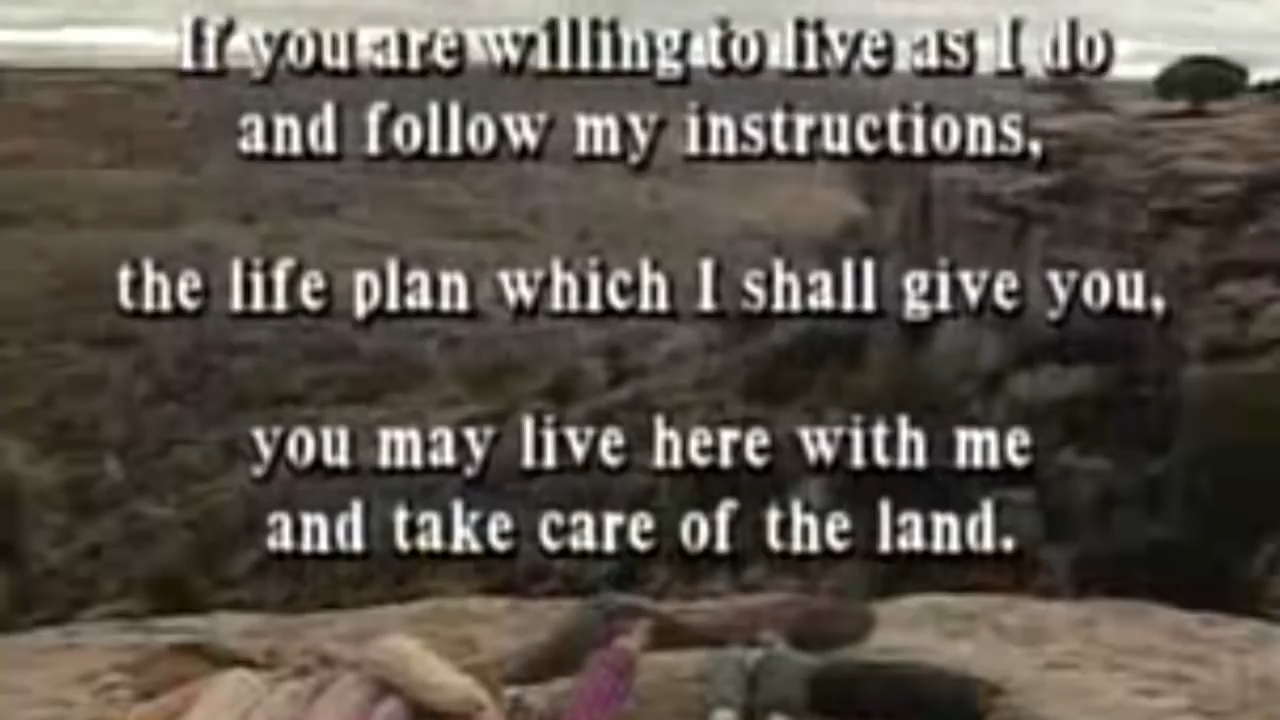 If you are willing to live as I do
and follow my instructions,
the life plan which I shall give you,
you may live here with me
and take care of the land.